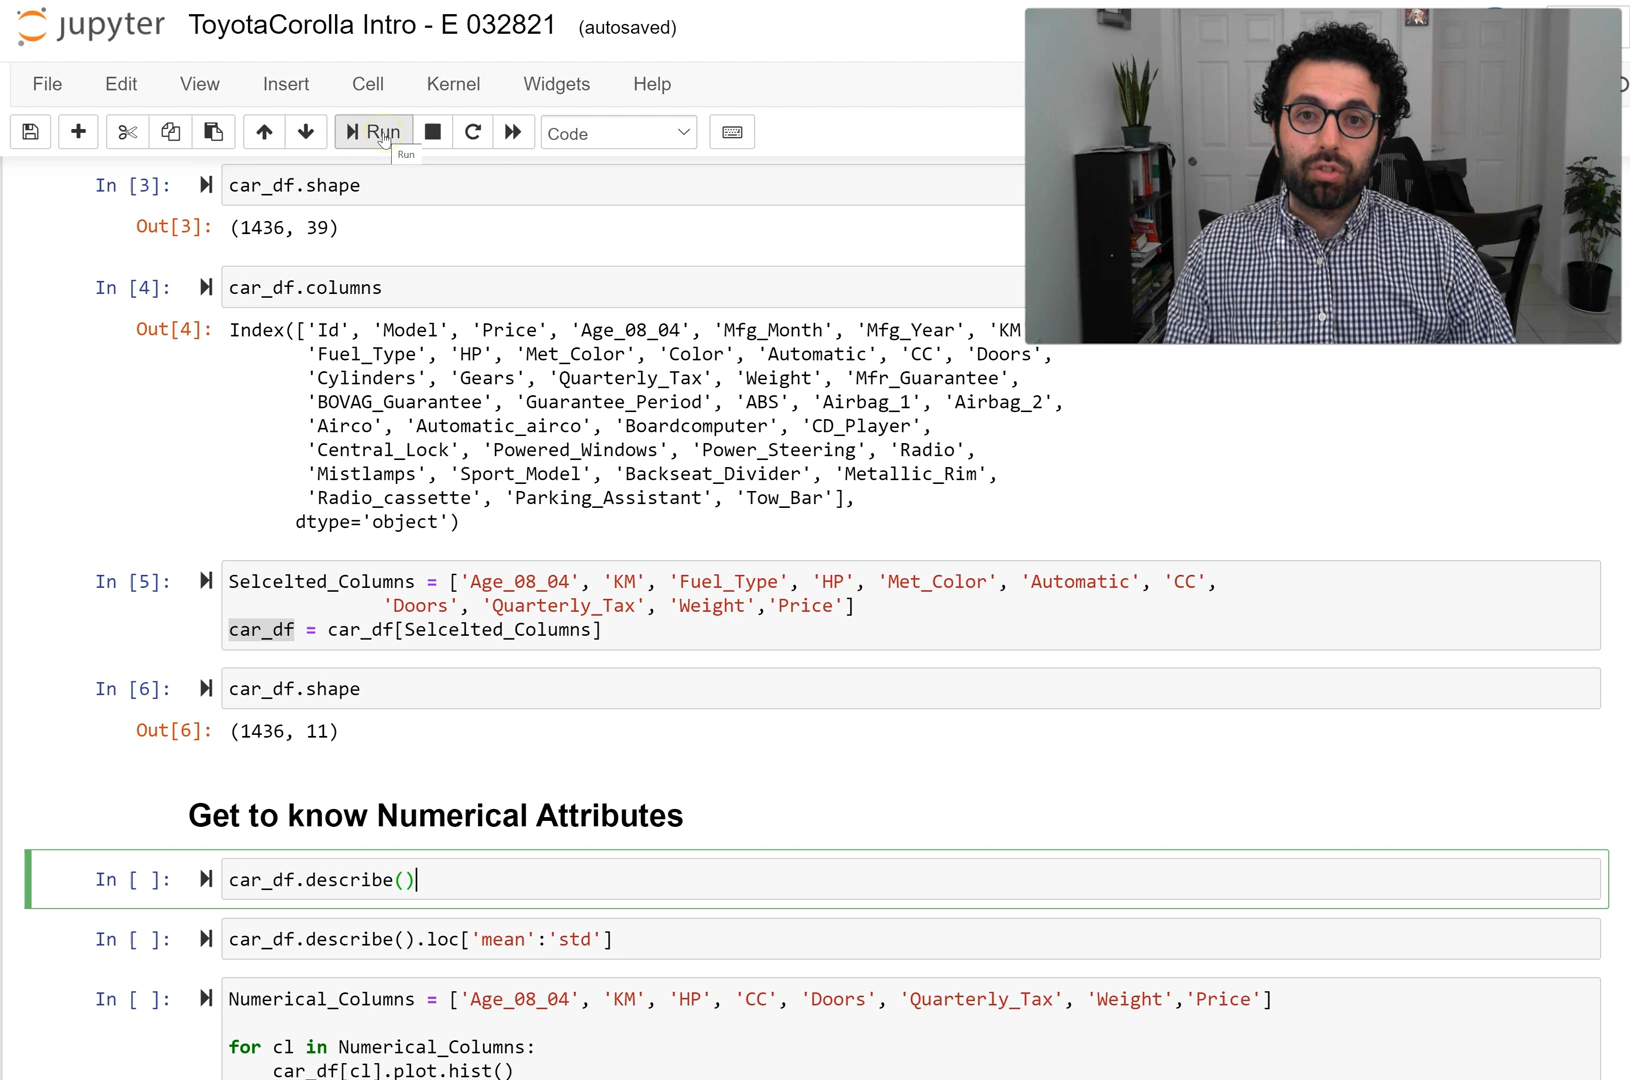 jupyter ToyotaCorolla Intro - E 032821 (autosaved)
File Edit View Insert Cell Kernel Widgets Help
Run Code
Run
In [3]: car_df.shape
Out[3]: (1436, 39)
In [4]: car_df.columns
Out[4]: Index(['Id', 'Model', 'Price', 'Age_08_04', 'Mfg_Month', 'Mfg_Year', 'KM
'Fuel_Type', 'HP', 'Met_Color', 'Color', 'Automatic', 'CC', 'Doors',
'Cylinders', 'Gears', 'Quarterly_Tax', 'Weight', 'Mfr_Guarantee',
'BOVAG_Guarantee', 'Guarantee_Period', 'ABS', 'Airbag_1', 'Airbag_2',
'Airco', 'Automatic_airco', 'Boardcomputer', 'CD_Player',
'Central_Lock', 'Powered_Windows', 'Power_Steering', 'Radio',
'Mistlamps', 'Sport_Model', 'Backseat_Divider', 'Metallic_Rim',
'Radio_cassette', 'Parking_Assistant', 'Tow_Bar'],
dtype='object')
In [5]: Selcelted_Columns = ['Age_08_04', 'KM', 'Fuel_Type', 'HP', 'Met_Color', 'Automatic', 'CC',
'Doors', 'Quarterly_Tax', 'Weight','Price']
car_df = car_df[Selcelted_Columns]
In [6]: car_df.shape
Out[6]: (1436, 11)
Get to know Numerical Attributes
In [ ]: car_df.describe()
In [ ]: car_df.describe().loc['mean':'std']
In [ ]: Numerical_Columns = ['Age_08_04', 'KM', 'HP', 'CC', 'Doors', 'Quarterly_Tax', 'Weight','Price']
for cl in Numerical_Columns:
car_df[cl].plot.hist()